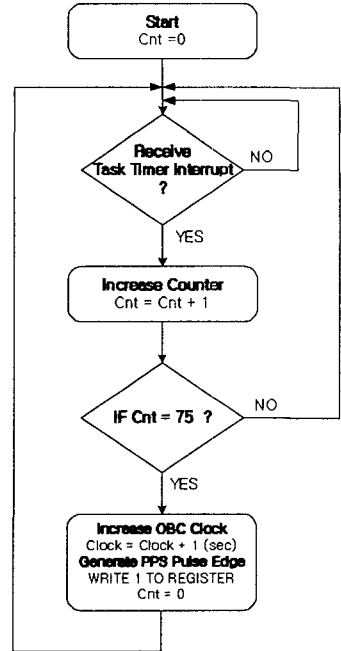 Start
Cnt =0
Receive
Task Timer Interrupt
?
NO
YES
Increase Counter
Cnt = Cnt + 1
IF Cnt = 75 ?
NO
YES
Increase OBC Clock
Clock = Clock + 1 (sec)
Generate PPS Pulse Edge
WRITE 1 TO REGISTER
Cnt = 0